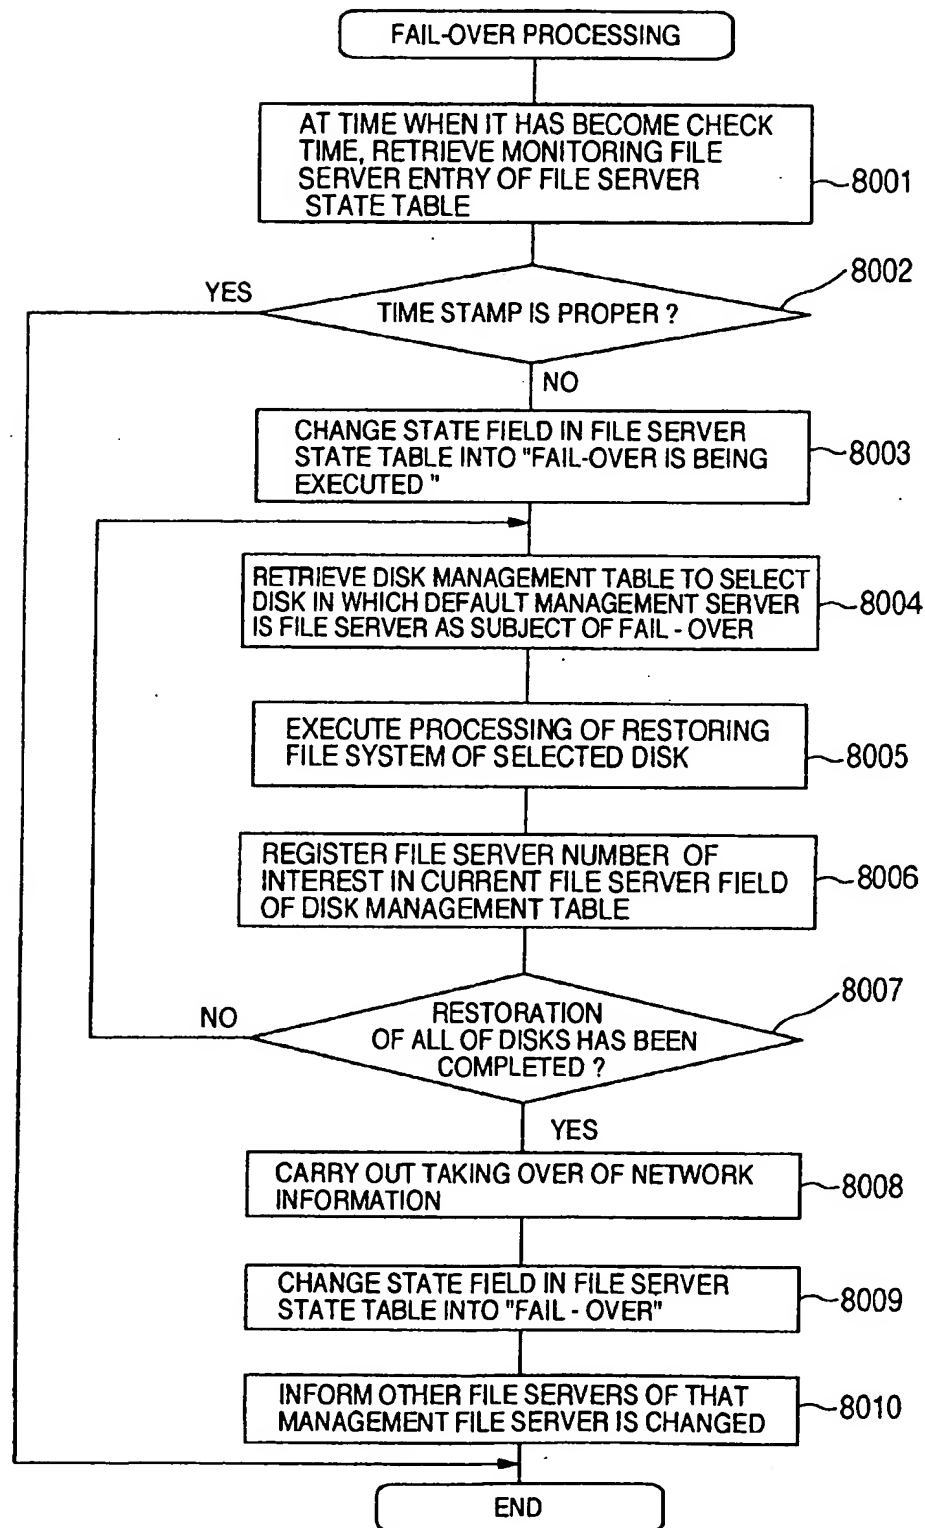 FAIL-OVER PROCESSING
AT TIME WHEN IT HAS BECOME CHECK
TIME, RETRIEVE MONITORING FILE
SERVER ENTRY OF FILE SERVER
STATE TABLE
8001
8002
YES
TIME STAMP IS PROPER ?
NO
CHANGE STATE FIELD IN FILE SERVER
STATE TABLE INTO "FAIL-OVER IS BEING
EXECUTED "
8003
RETRIEVE DISK MANAGEMENT TABLE TO SELECT
DISK IN WHICH DEFAULT MANAGEMENT SERVER
IS FILE SERVER AS SUBJECT OF FAIL - OVER
8004
EXECUTE PROCESSING OF RESTORING
FILE SYSTEM OF SELECTED DISK
8005
REGISTER FILE SERVER NUMBER OF
INTEREST IN CURRENT FILE SERVER FIELD
OF DISK MANAGEMENT TABLE
8006
8007
NO
RESTORATION
OF ALL OF DISKS HAS BEEN
COMPLETED ?
YES
CARRY OUT TAKING OVER OF NETWORK
INFORMATION
8008
CHANGE STATE FIELD IN FILE SERVER
STATE TABLE INTO "FAIL - OVER"
8009
INFORM OTHER FILE SERVERS OF THAT
MANAGEMENT FILE SERVER IS CHANGED
8010
END